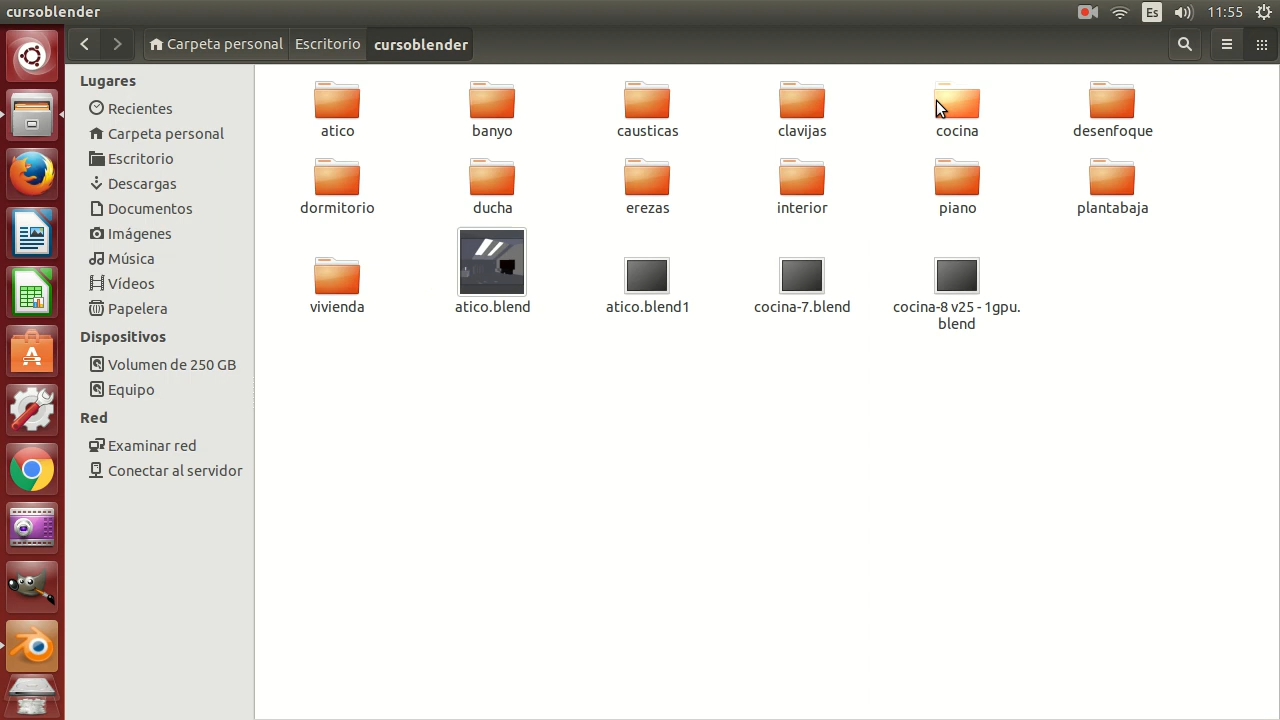 cursoblender
Es
11:55
Carpeta personal
Escritorio
cursoblender
Lugares
Recientes
Carpeta personal
Escritorio
Descargas
Documentos
Imágenes
Música
Vídeos
Papelera
Dispositivos
Volumen de 250 GB
Equipo
Red
Examinar red
Conectar al servidor
atico
banyo
causticas
clavijas
cocina
desenfoque
dormitorio
ducha
erezas
interior
piano
plantabaja
vivienda
atico.blend
atico.blend1
cocina-7.blend
cocina-8 v25 - 1gpu.
blend